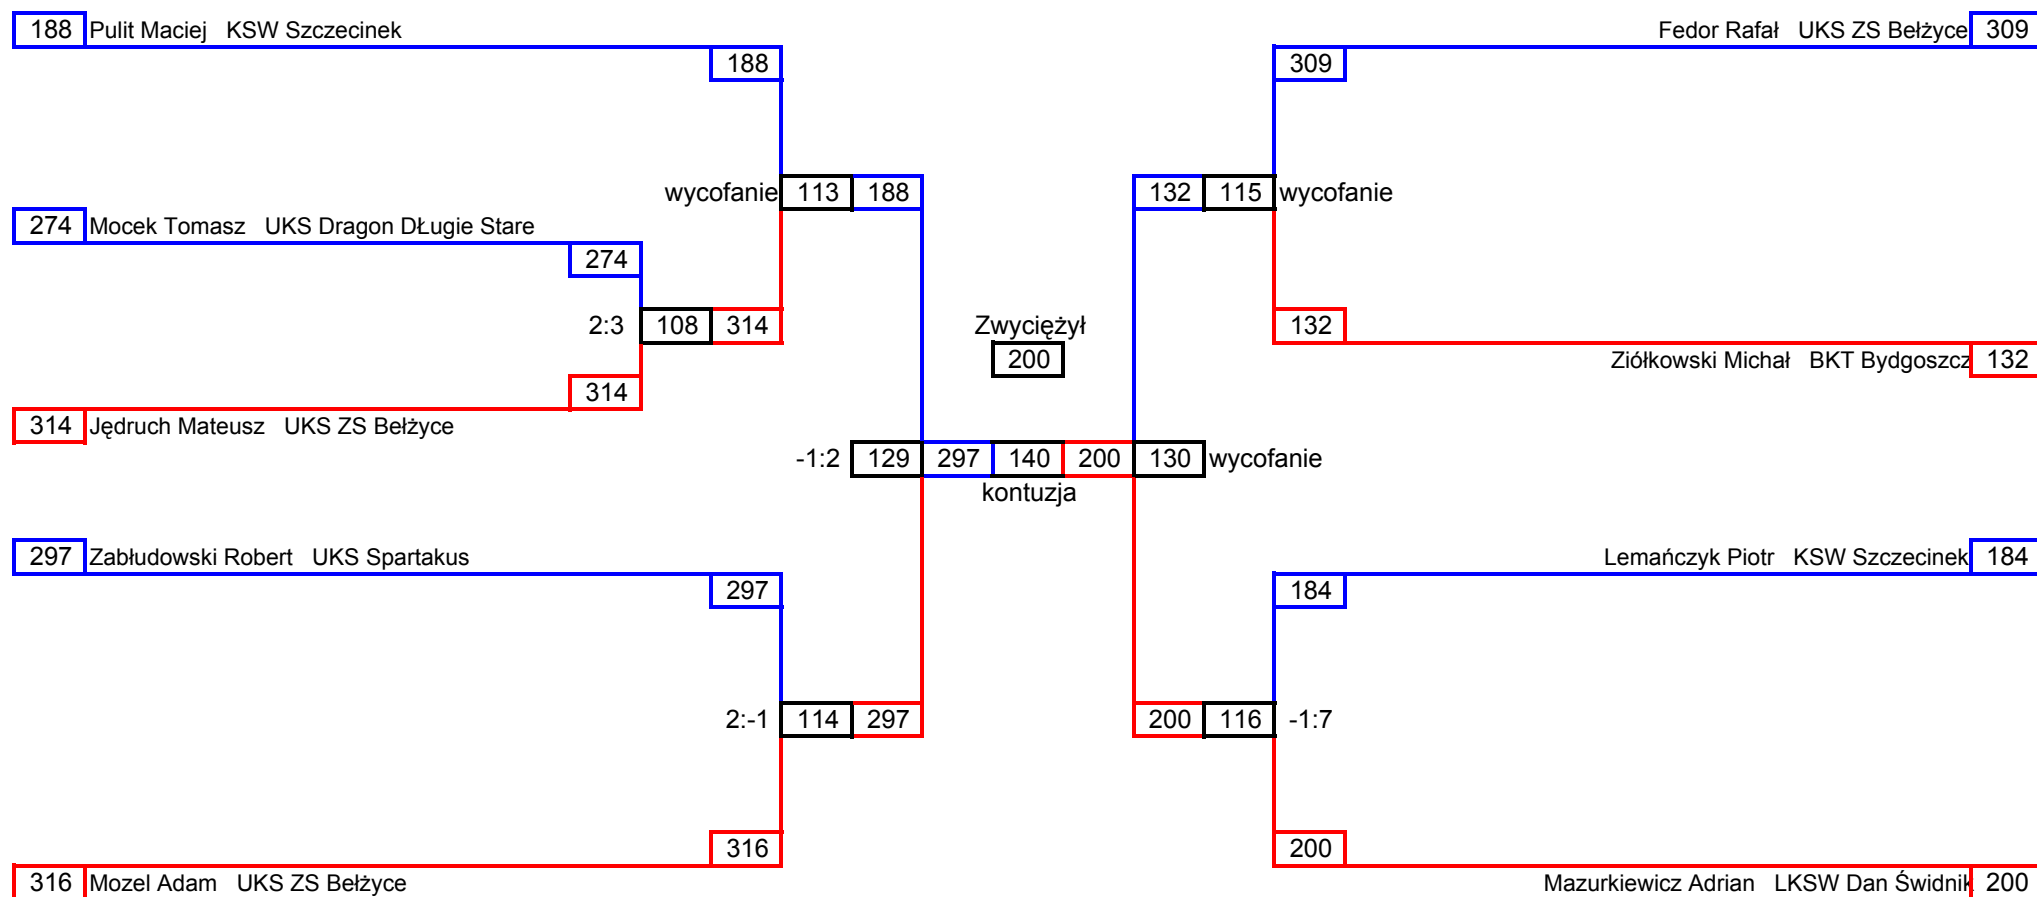 188 Pulit Maciej KSW Szczecinek
Fedor Rafał UKS ZS Bełżyce 309
188
309
wycofanie 113 188
132 115 wycofanie
274 Mocek Tomasz UKS Dragon DŁugie Stare
274
2:3 108 314
Zwyciężył
132
200
Ziółkowski Michał BKT Bydgoszcz 132
314
314 Jędruch Mateusz UKS ZS Bełżyce
-1:2 129 297 140 200 130 wycofanie
kontuzja
297 Zabłudowski Robert UKS Spartakus
Lemańczyk Piotr KSW Szczecinek 184
297
184
2:-1 114 297
200 116 -1:7
316
200
316 Mozel Adam UKS ZS Bełżyce
Mazurkiewicz Adrian LKSW Dan Świdnik 200